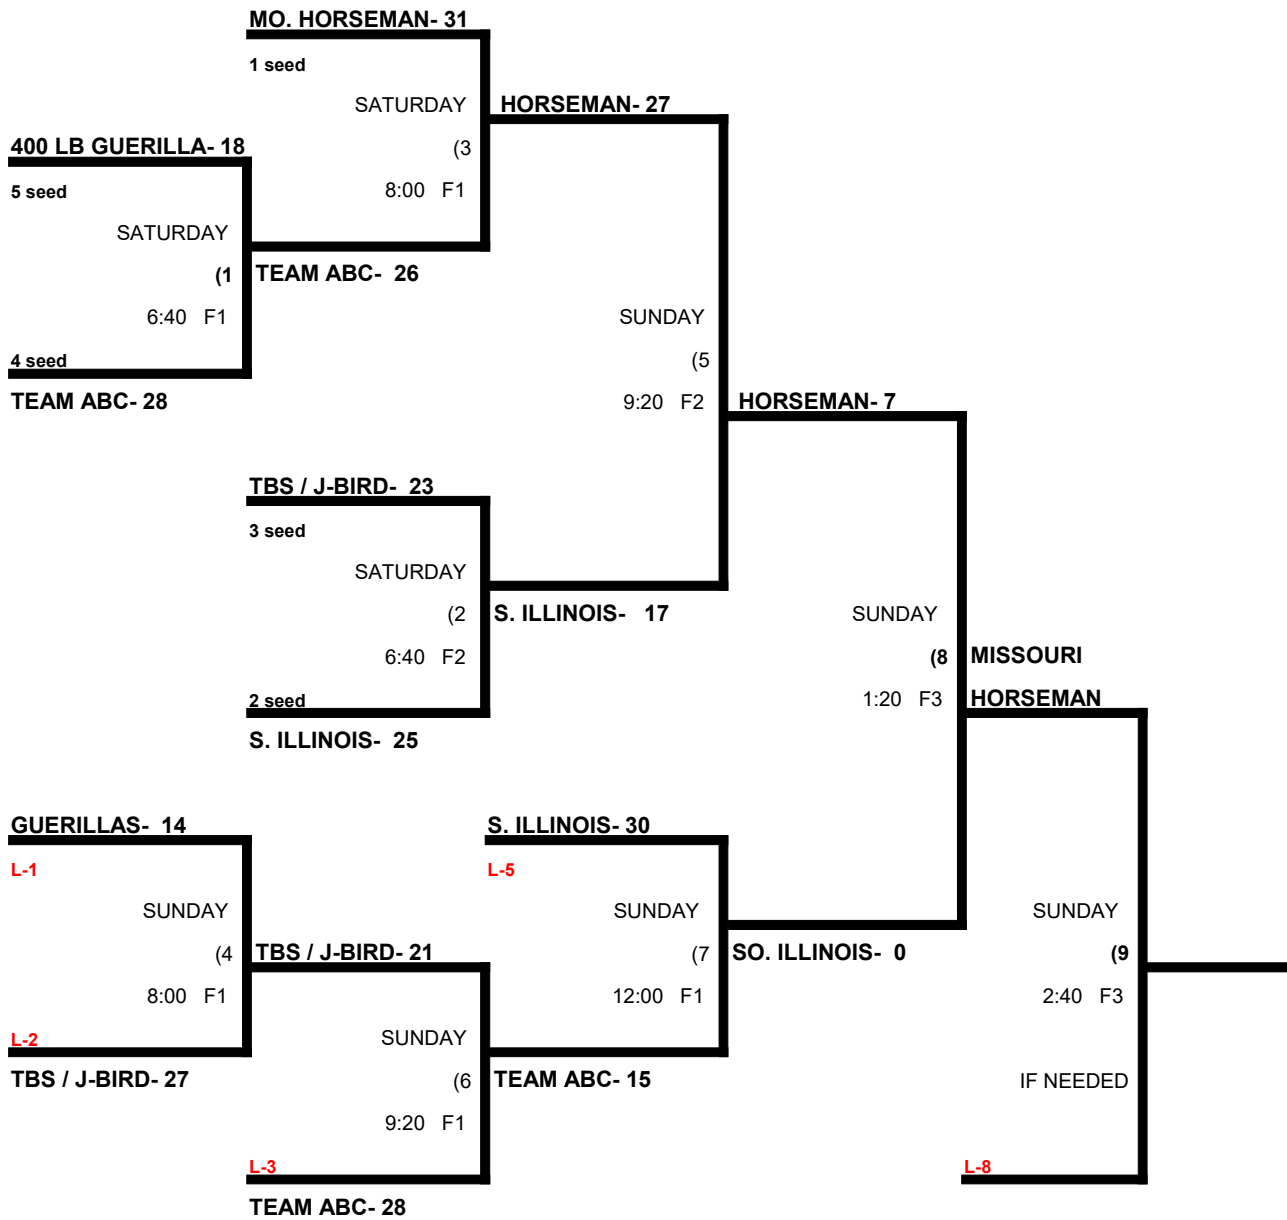 MO. HORSEMAN- 31
1 seed
SATURDAY
(3
8:00 F1
HORSEMAN- 27
400 LB GUERILLA- 18
5 seed
SATURDAY
(1
6:40 F1
4 seed
TEAM ABC- 28
TEAM ABC- 26
SUNDAY
(5
9:20 F2
HORSEMAN- 7
TBS / J-BIRD- 23
3 seed
SATURDAY
(2
6:40 F2
2 seed
S. ILLINOIS- 25
S. ILLINOIS- 17
SUNDAY
(8
1:20 F3
MISSOURI
HORSEMAN
GUERILLAS- 14
L-1
SUNDAY
(4
8:00 F1
L-2
TBS / J-BIRD- 27
TBS / J-BIRD- 21
SUNDAY
(6
9:20 F1
L-3
TEAM ABC- 28
S. ILLINOIS- 30
L-5
SUNDAY
(7
12:00 F1
TEAM ABC- 15
SO. ILLINOIS- 0
SUNDAY
(9
2:40 F3
IF NEEDED
L-8